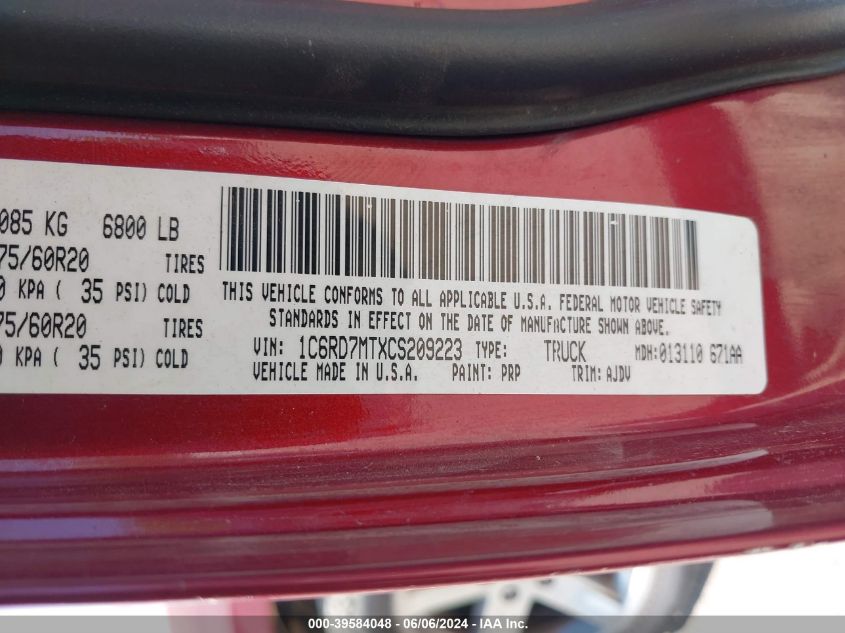 085 KG 6800 LB
75/60R20 TIRES
0 KPA ( 35 PSI) COLD
75/60R20 TIRES
0 KPA ( 35 PSI) COLD
THIS VEHICLE CONFORMS TO ALL APPLICABLE U.S.A. FEDERAL MOTOR VEHICLE SAFETY
STANDARDS IN EFFECT ON THE DATE OF MANUFACTURE SHOWN ABOVE.
VIN: 1C6RD7MTXCS209223 TYPE: TRUCK MDH: 013110 671AA
VEHICLE MADE IN U.S.A. PAINT: PRP TRIM: AJDV
000-39584048 - 06/06/2024 - IAA Inc.